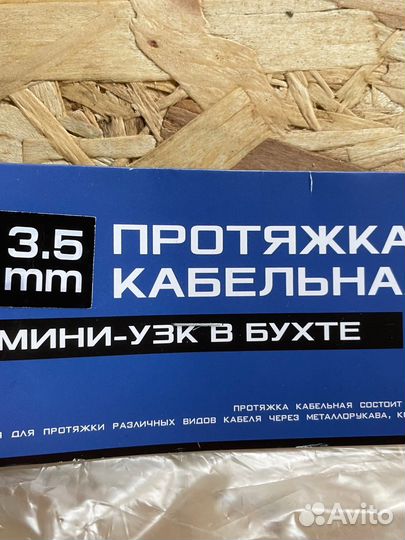 3.5
mm
ПРОТЯЖКА
КАБЕЛЬНА
МИНИ-УЗК В БУХТЕ
ПРОТЯЖКА КАБЕЛЬНАЯ СОСТОИТ
ДЛЯ ПРОТЯЖКИ РАЗЛИЧНЫХ ВИДОВ КАБЕЛЯ ЧЕРЕЗ МЕТАЛЛОРУКАВА,
Avito